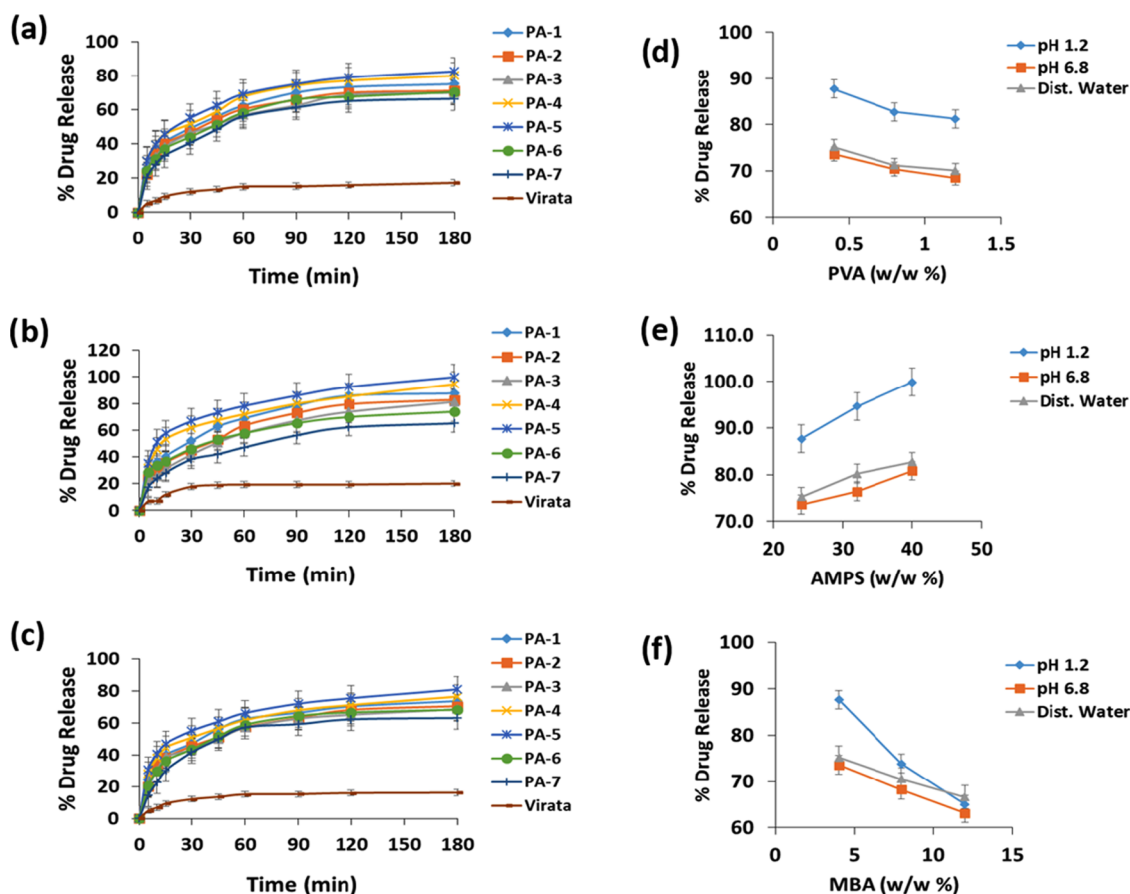 (a)
100
80
60
40
20
0
% Drug Release
0 30 60 90 120 150 180
Time (min)
PA-1
PA-2
PA-3
PA-4
PA-5
PA-6
PA-7
Virata
(d)
100
90
80
70
60
% Drug Release
0 0.5 1 1.5
PVA (w/w %)
pH 1.2
pH 6.8
Dist. Water
(b)
120
100
80
60
40
20
0
% Drug Release
0 30 60 90 120 150 180
Time (min)
PA-1
PA-2
PA-3
PA-4
PA-5
PA-6
PA-7
Virata
(e)
110.0
100.0
90.0
80.0
70.0
% Drug Release
20 30 40 50
AMPS (w/w %)
pH 1.2
pH 6.8
Dist. Water
(c)
100
80
60
40
20
0
% Drug Release
0 30 60 90 120 150 180
Time (min)
PA-1
PA-2
PA-3
PA-4
PA-5
PA-6
PA-7
Virata
(f)
100
90
80
70
60
% Drug Release
0 5 10 15
MBA (w/w %)
pH 1.2
pH 6.8
Dist. Water